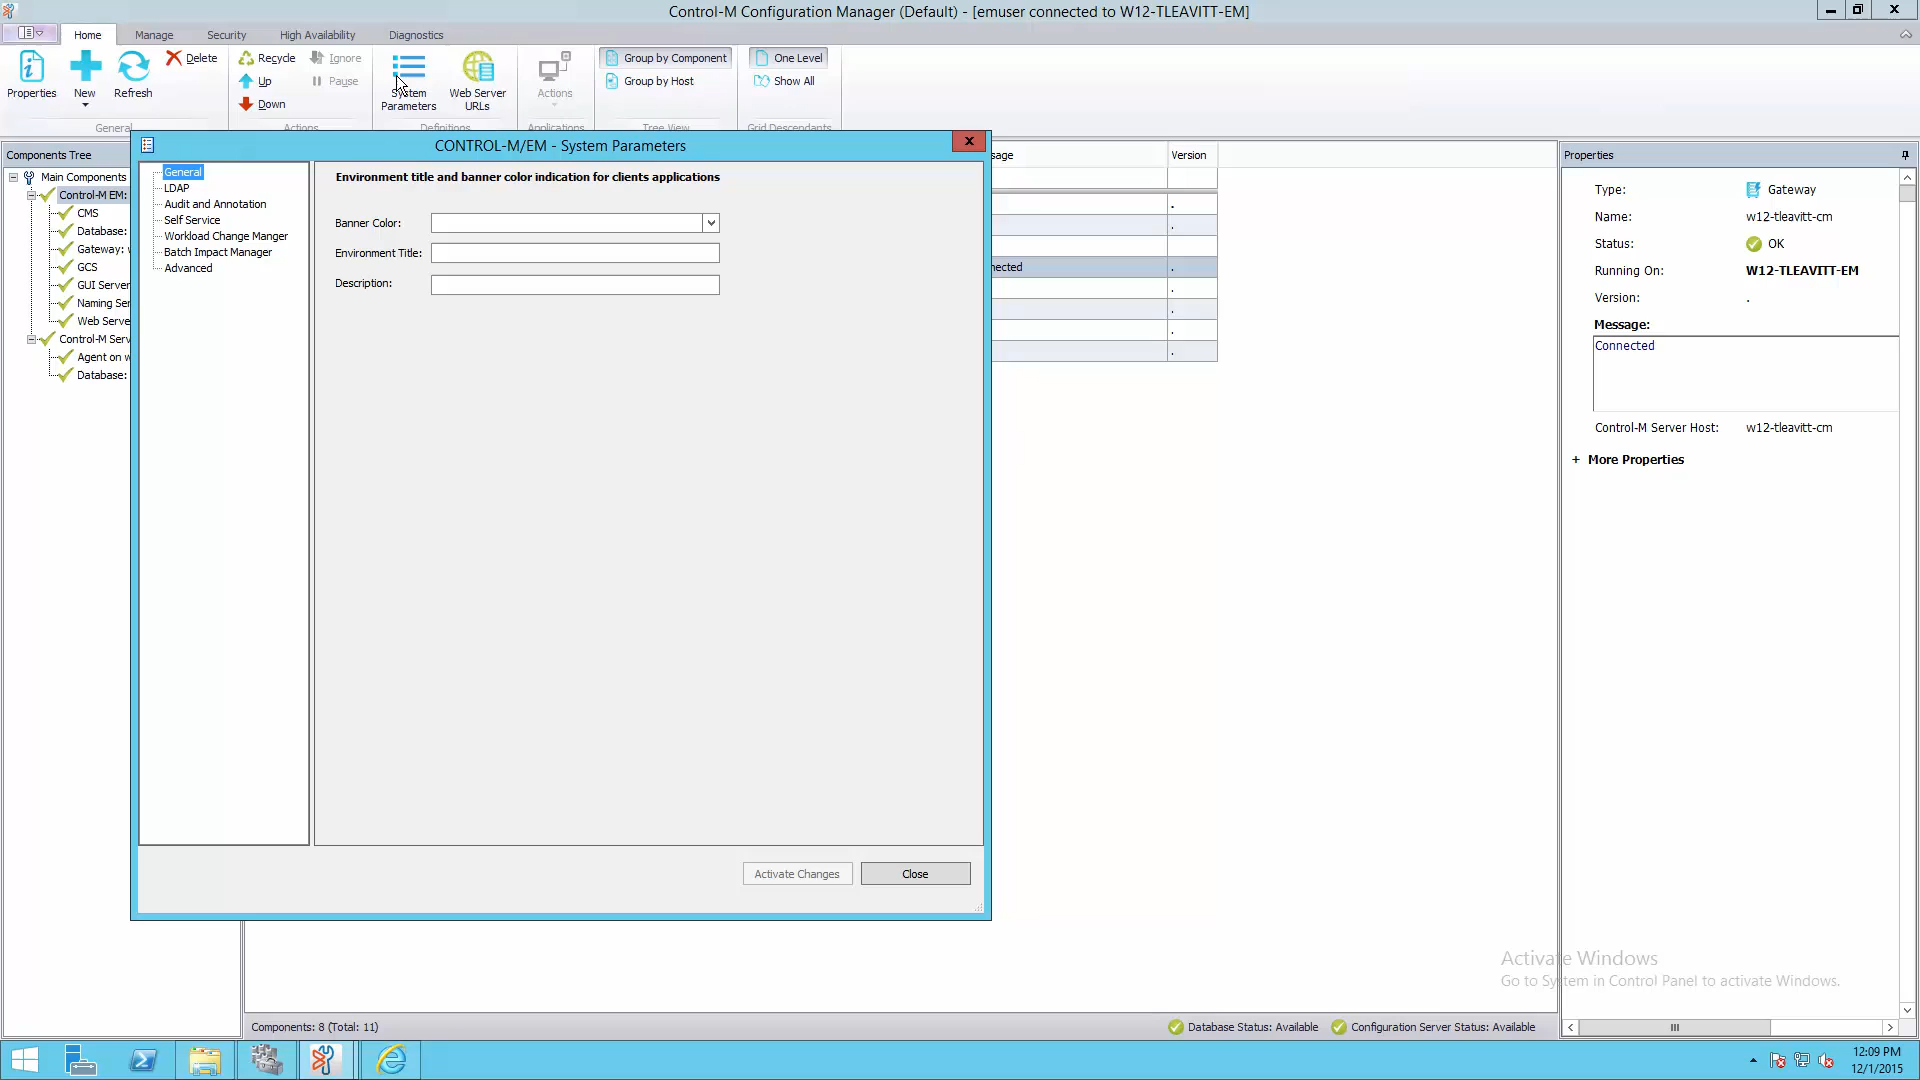 Control-M Configuration Manager (Default) - [emuser connected to W12-TLEAVITT-EM]
Home Manage Security High Availability Diagnostics
Properties New Refresh Delete
Recycle Ignore
Up Pause
Down
System Parameters
Web Server URLs
Actions
Group by Component
Group by Host
One Level
Show All
General Actions Definitions Applications Tree View Grid Descendants
Components Tree
Main Components
Control-M EM:
CMS
Database:
Gateway:
GCS
GUI Server
Naming Ser
Web Serve
Control-M Serv
Agent on w
Database:
CONTROL-M/EM - System Parameters
General
LDAP
Audit and Annotation
Self Service
Workload Change Manger
Batch Impact Manager
Advanced
Environment title and banner color indication for clients applications
Banner Color:
Environment Title:
Description:
Activate Changes Close
sage Version
nected
Properties
Type: Gateway
Name: w12-tleavitt-cm
Status: OK
Running On: W12-TLEAVITT-EM
Version: .
Message:
Connected
Control-M Server Host: w12-tleavitt-cm
+ More Properties
Activate Windows
Go to System in Control Panel to activate Windows.
Components: 8 (Total: 11)
Database Status: Available Configuration Server Status: Available
12:09 PM
12/1/2015